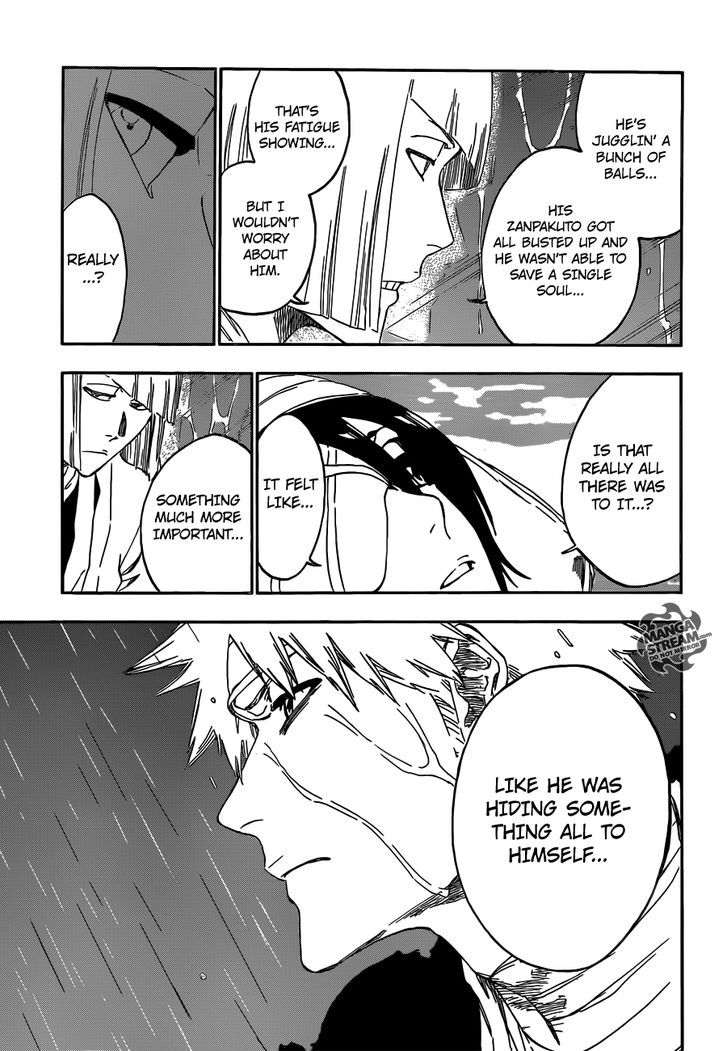 HE'S
JUGGLIN' A
BUNCH OF
BALLS...
HIS
ZANPAKUTO GOT
ALL BUSTED UP AND
HE WASN'T ABLE TO
SAVE A SINGLE
SOUL...
THAT'S
HIS FATIGUE
SHOWING...
BUT I
WOULDN'T
WORRY
ABOUT
HIM.
REALLY
...?
IS THAT
REALLY ALL
THERE WAS
TO IT...?
IT FELT
LIKE...
SOMETHING
MUCH MORE
IMPORTANT...
MANGA
STREAM.COM
DO NOT MIRROR
LIKE HE WAS
HIDING SOME-
THING ALL TO
HIMSELF...